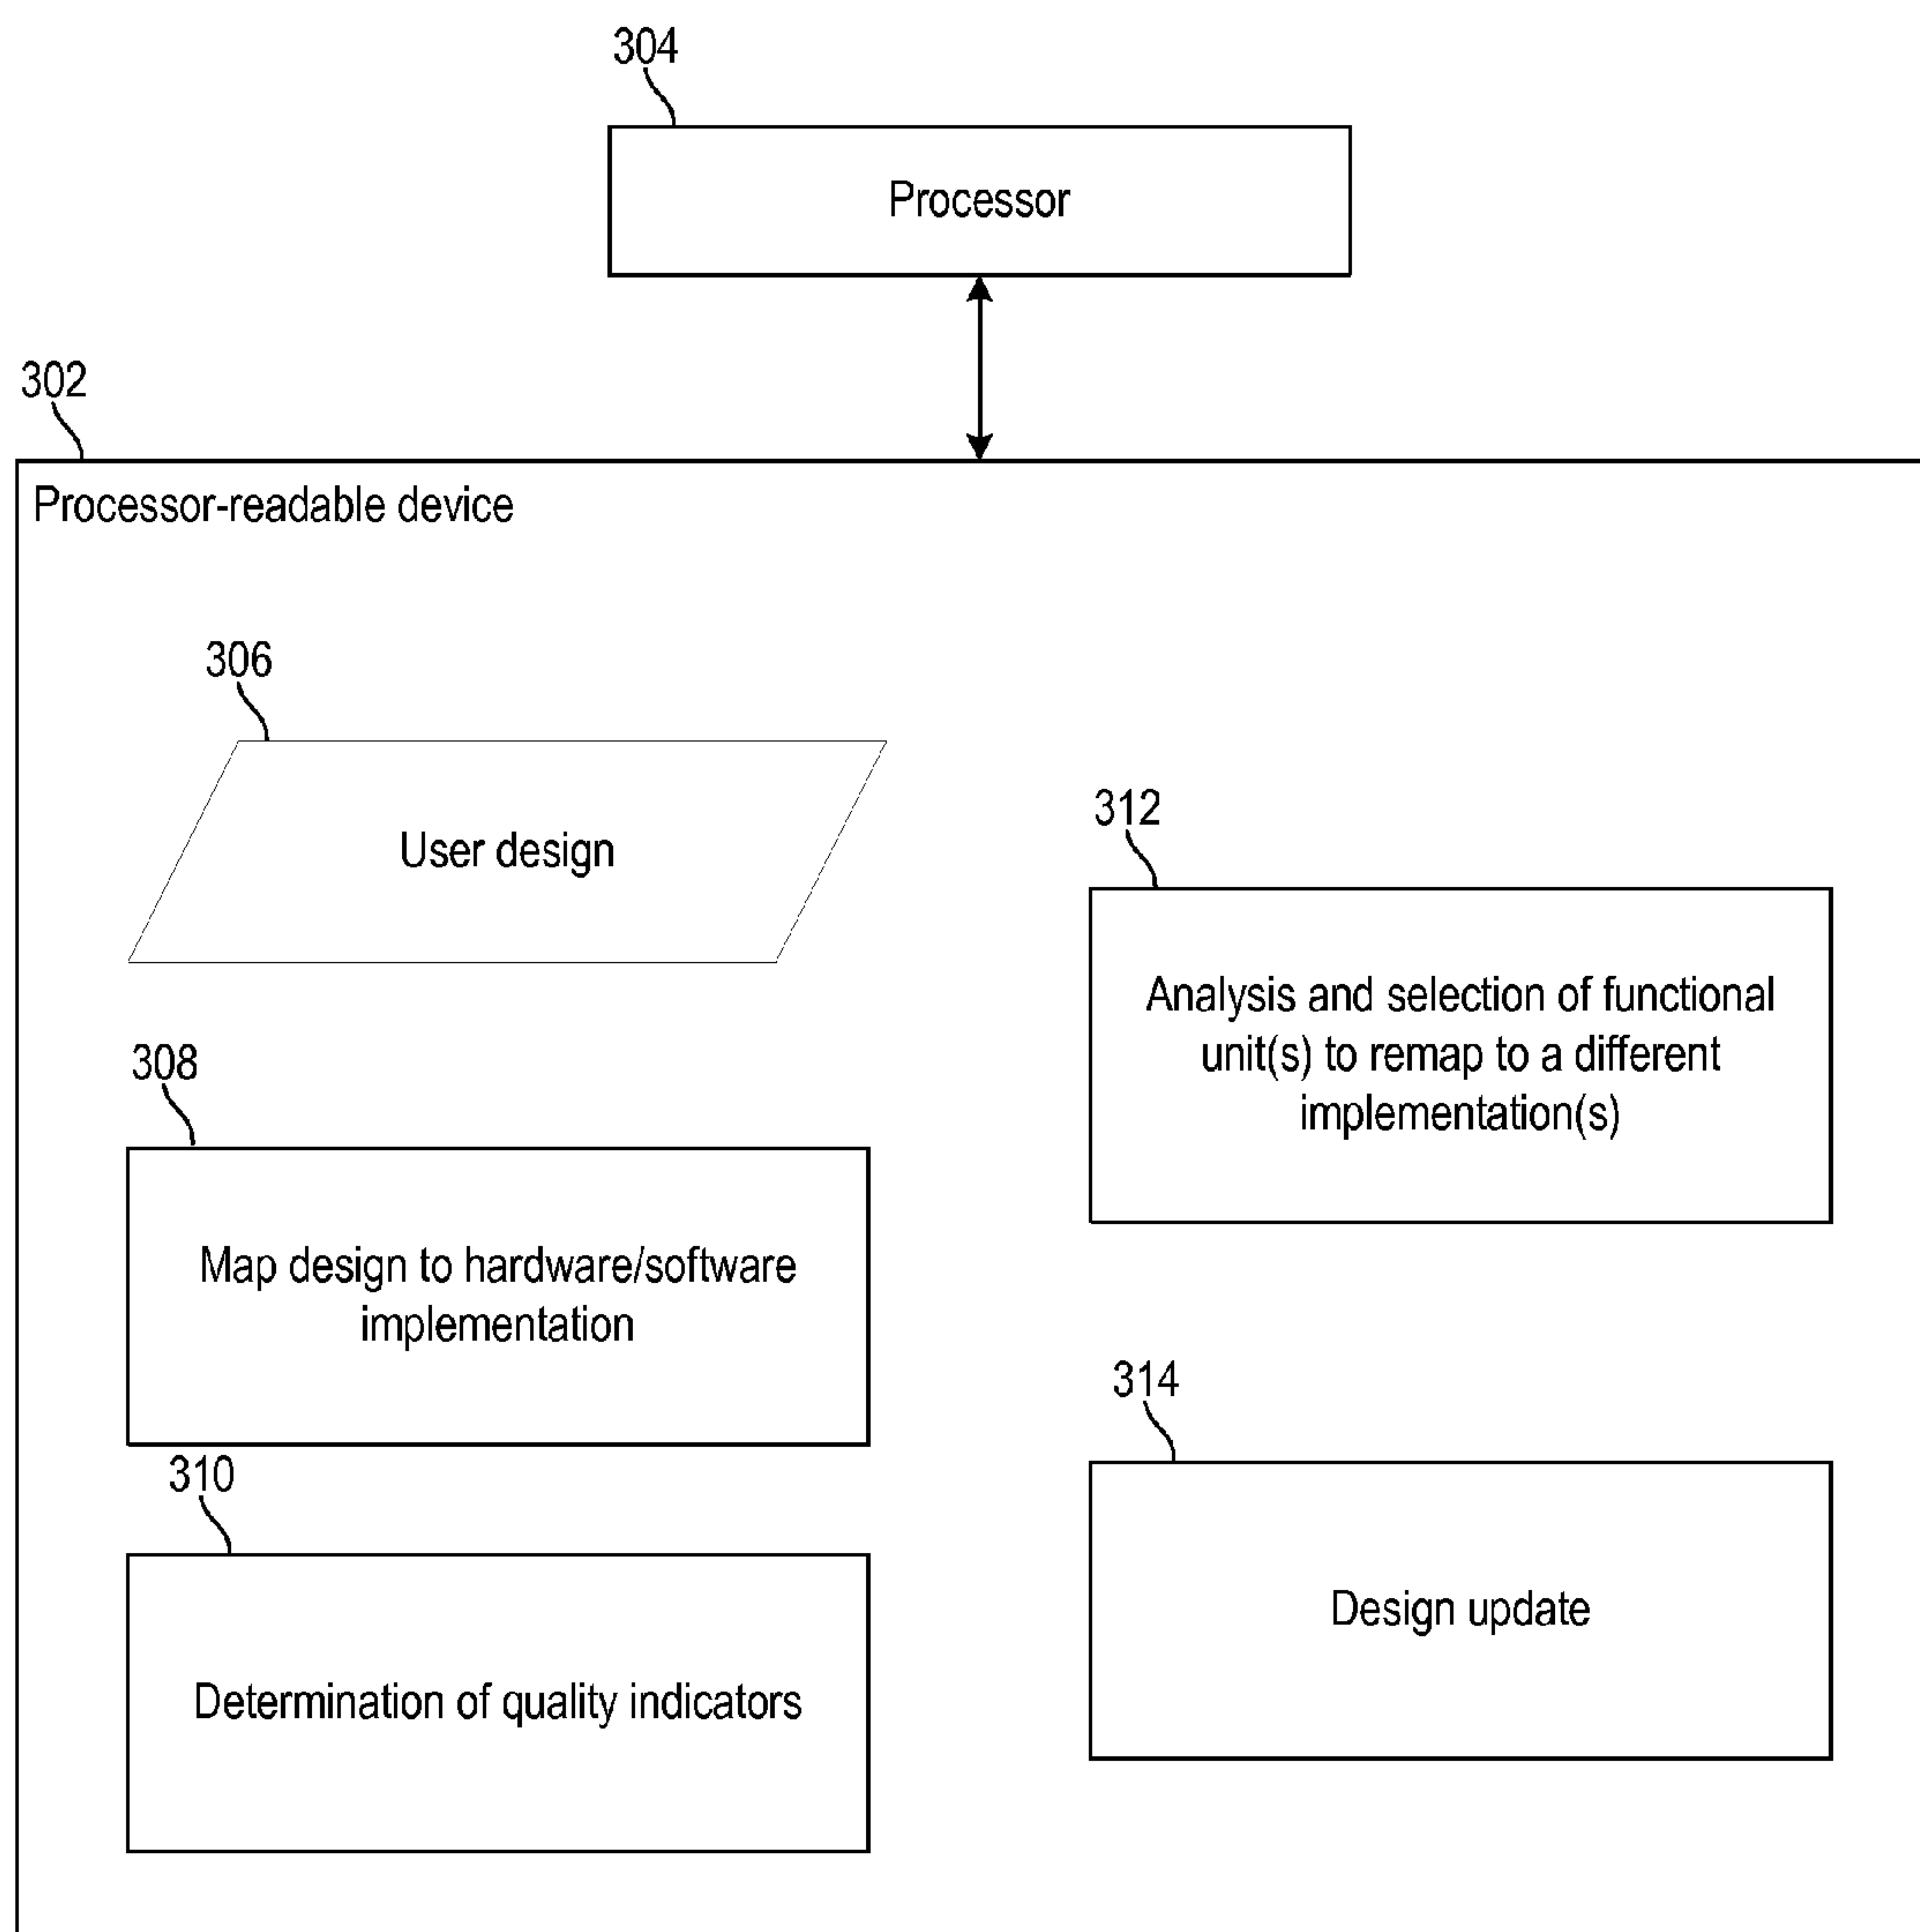 304
Processor
302
Processor-readable device
306
User design
308
Map design to hardware/software
implementation
310
Determination of quality indicators
312
Analysis and selection of functional
unit(s) to remap to a different
implementation(s)
314
Design update